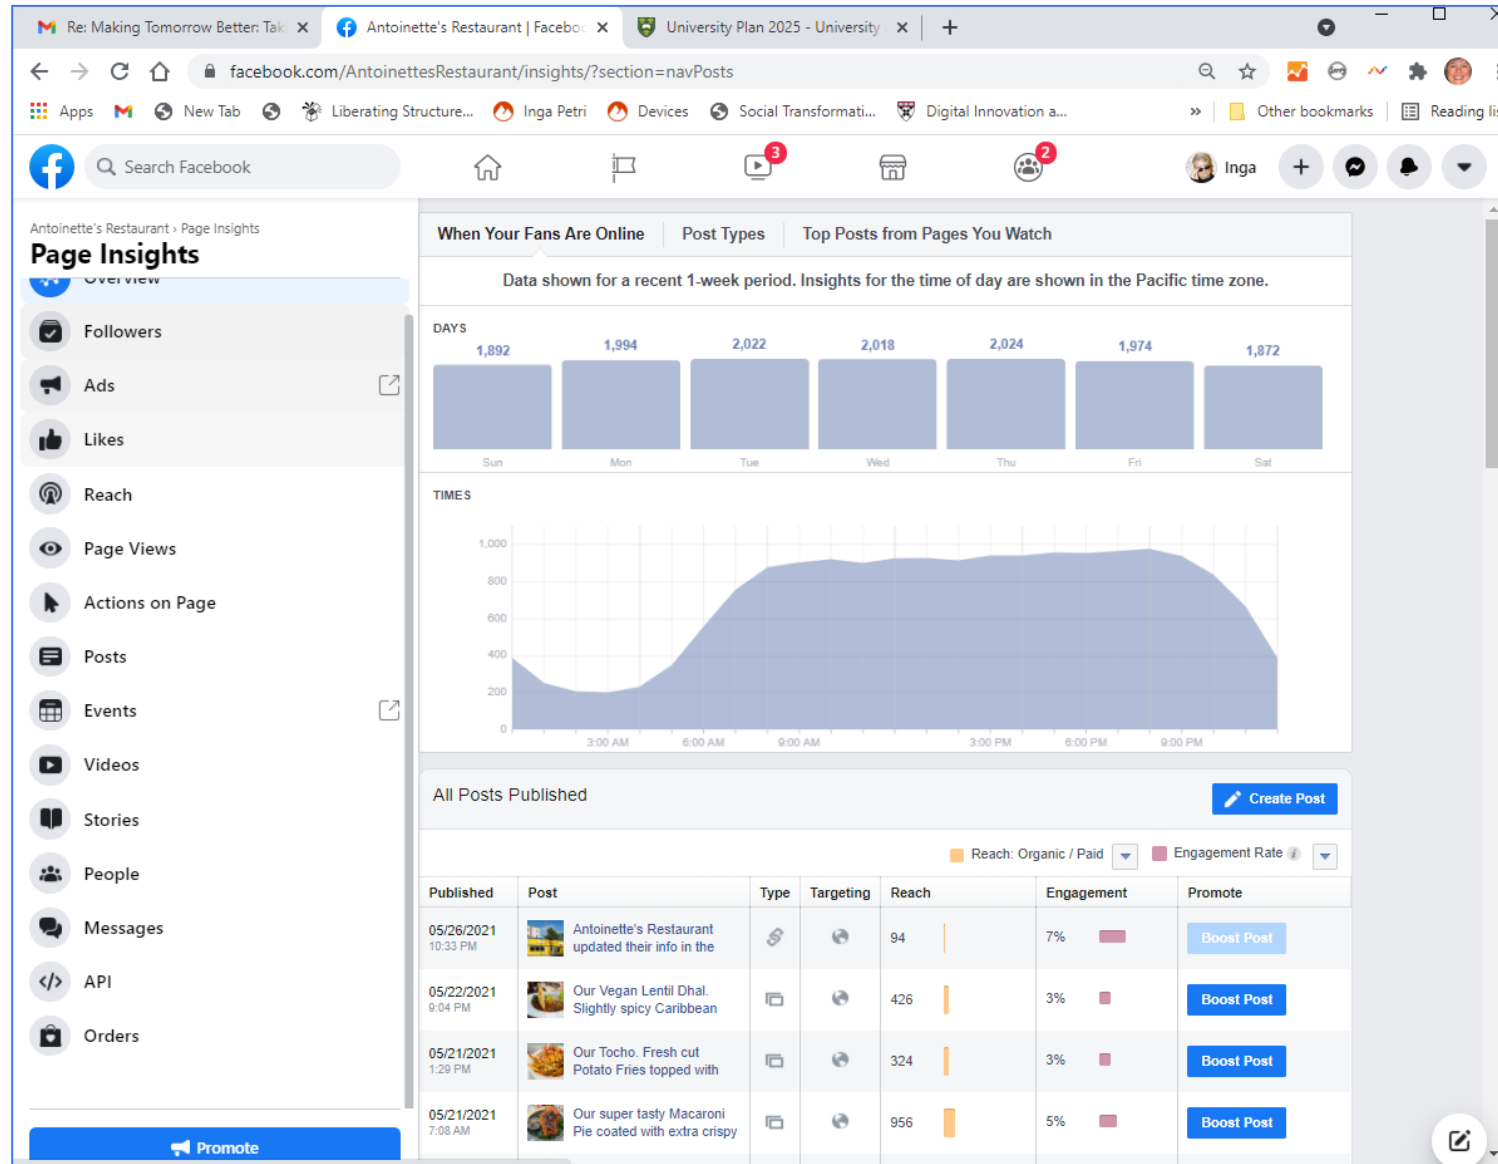 Re: Making Tomorrow Better: Tak
Antoinette's Restaurant | Faceboo
University Plan 2025 - University
facebook.com/AntoinettesRestaurant/insights/?section=navPosts
Apps
New Tab
Liberating Structure...
Inga Petri
Devices
Social Transformati...
Digital Innovation a...
»
Other bookmarks
Reading lis
Search Facebook
3
2
Inga
Antoinette's Restaurant › Page Insights
Page Insights
Overview
Followers
Ads
Likes
Reach
Page Views
Actions on Page
Posts
Events
Videos
Stories
People
Messages
API
Orders
Promote
When Your Fans Are Online
Post Types
Top Posts from Pages You Watch
Data shown for a recent 1-week period. Insights for the time of day are shown in the Pacific time zone.
DAYS
1,892 1,994 2,022 2,018 2,024 1,974 1,872
Sun Mon Tue Wed Thu Fri Sat
TIMES
1,000
800
600
400
200
0
3:00 AM 6:00 AM 9:00 AM 3:00 PM 6:00 PM 9:00 PM
All Posts Published
Create Post
Reach: Organic / Paid
Engagement Rate i
Published Post Type Targeting Reach Engagement Promote
05/26/2021
10:33 PM
Antoinette's Restaurant
updated their info in the
94
7%
Boost Post
05/22/2021
9:04 PM
Our Vegan Lentil Dhal.
Slightly spicy Caribbean
426
3%
Boost Post
05/21/2021
1:29 PM
Our Tocho. Fresh cut
Potato Fries topped with
324
3%
Boost Post
05/21/2021
7:08 AM
Our super tasty Macaroni
Pie coated with extra crispy
956
5%
Boost Post